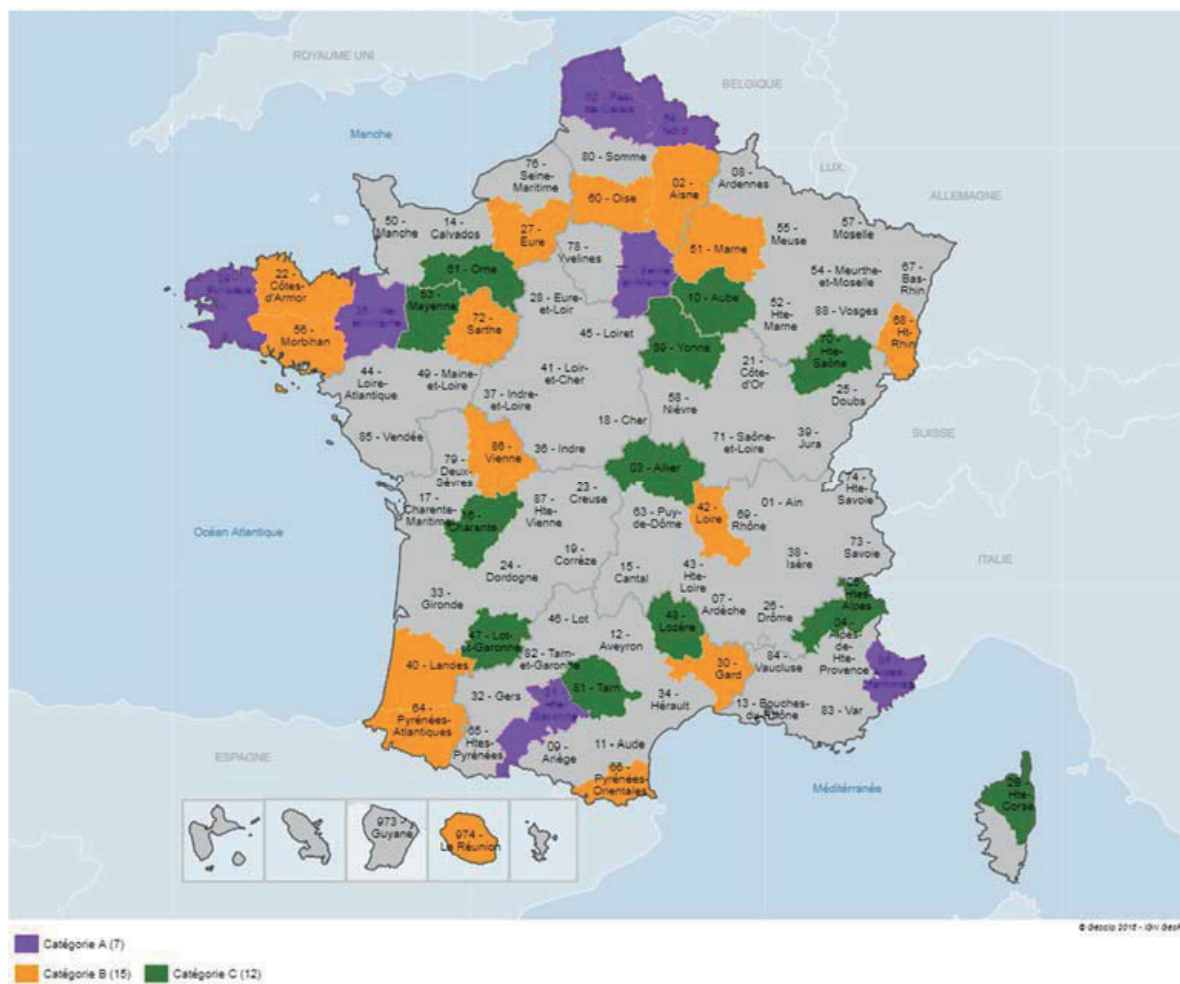 ROYAUME UNI
BELGIQUE
Manche
80 - Somme
LUX.
76 -
Seine-
Maritime
08 -
Ardennes
02 -
Aisne
ALLEMAGNE
60 - Oise
50 -
Manche
14 -
Calvados
27 -
Eure
78 -
Yvelines
51 - Marne
55 -
Meuse
57 -
Moselle
22 -
Côtes-
d'Armor
61 - Orne
54 - Meurthe-
et-Moselle
67 -
Bas-
Rhin
53 -
Mayenne
28 - Eure-
et-Loir
10 - Aube
52 -
Hte-
Marne
88 - Vosges
68 -
Ht-
Rhin
56 -
Morbihan
72 -
Sarthe
45 - Loiret
89 - Yonne
70 -
Hte-
Saône
44 -
Loire-
Atlantique
49 - Maine-
et-Loire
41 - Loir-
et-Cher
21 -
Côte-
d'Or
25 -
Doubs
37 - Indre-
et-Loire
58 -
Nièvre
18 - Cher
85 - Vendée
86 -
Vienne
36 - Indre
71 - Saône-
et-Loire
39 -
Jura
SUISSE
79 -
Deux-
Sèvres
03 - Allier
74 -
Hte-
Savoie
17 -
Charente-
Maritime
16 -
Charente
87 -
Hte-
Vienne
23 -
Creuse
63 - Puy-
de-Dôme
42 -
Loire
69 -
Rhône
01 - Ain
Océan Atlantique
73 -
Savoie
ITALIE
24 -
Dordogne
19 -
Corrèze
15 -
Cantal
43 -
Hte-
Loire
38 -
Isère
33 -
Gironde
07 -
Ardèche
26 -
Drôme
05 -
Htes-
Alpes
46 - Lot
48 -
Lozère
47 - Lot-
et-Garonne
12 -
Aveyron
04 -
Alpes-
de-
Hte-
Provence
40 - Landes
82 - Tarn-
et-Garonne
30 -
Gard
84 -
Vaucluse
32 - Gers
81 - Tarn
34 -
Hérault
13 - Bouches-
du-Rhône
83 - Var
64 -
Pyrénées-
Atlantiques
65 -
Htes-
Pyrénées
09 -
Ariège
11 - Aude
ESPAGNE
66 -
Pyrénées-
Orientales
Méditérranée
Hte-
Corse
973 -
Guyane
974 -
La Réunion
Catégorie A (7)
Catégorie B (15)
Catégorie C (12)